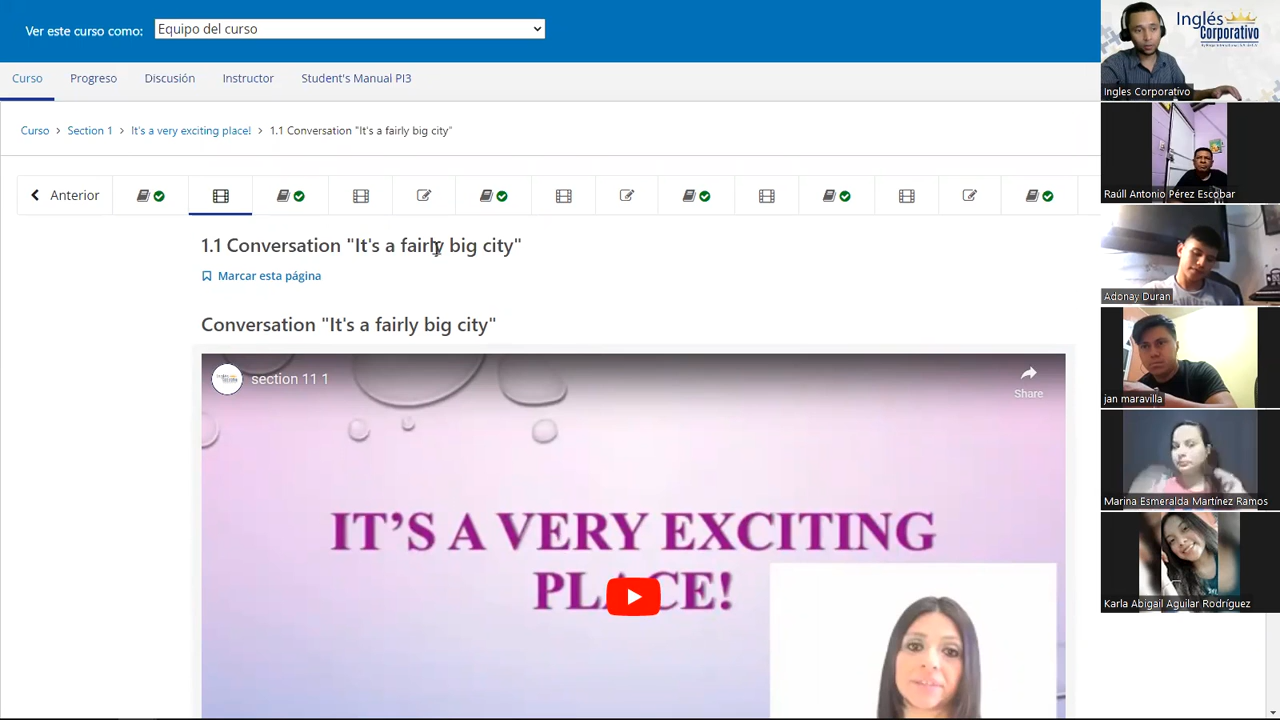 Ver este curso como:
Equipo del curso
Curso
Progreso
Discusión
Instructor
Student's Manual PI3
Curso > Section 1 > It's a very exciting place! > 1.1 Conversation "It's a fairly big city"
Anterior
1.1 Conversation "It's a fairly big city"
Marcar esta página
Conversation "It's a fairly big city"
section 11 1
Share
IT'S A VERY EXCITING
PLACE!
Inglés
Corporativo
Ingles Corporativo
Raúll Antonio Pérez Escobar
Adonay Duran
jan maravilla
Marina Esmeralda Martínez Ramos
Karla Abigail Aguilar Rodríguez